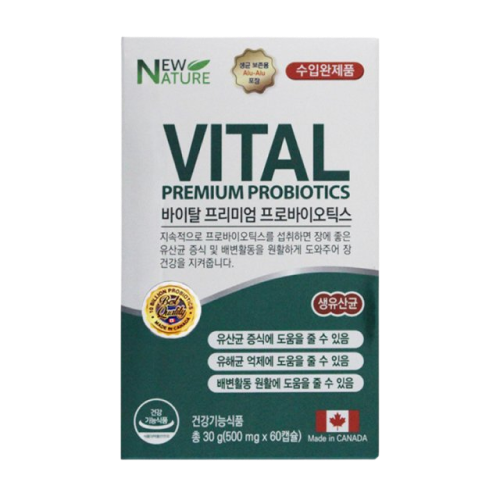 NEW
NATURE
생균 보존용
Alu-Alu
포장
수입완제품
VITAL
PREMIUM PROBIOTICS
바이탈 프리미엄 프로바이오틱스
지속적으로 프로바이오틱스를 섭취하면 장에 좋은
유산균 증식 및 배변활동을 원활하게 도와주어 장
건강을 지켜줍니다.
생유산균
10 BILLION PROBIOTICS
Best
Quality
MADE IN CANADA
유산균 증식에 도움을 줄 수 있음
유해균 억제에 도움을 줄 수 있음
배변활동 원활에 도움을 줄 수 있음
건강
기능식품
건강기능식품
총 30 g(500 mg x 60캡슐)
Made in CANADA